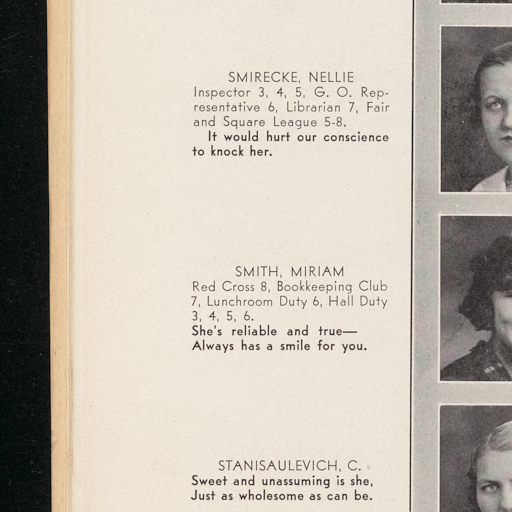 SMIRECKE, NELLIE
Inspector 3, 4, 5, G. O. Rep-
resentative 6, Librarian 7, Fair
and Square League 5-8.
It would hurt our conscience
to knock her.
SMITH, MIRIAM
Red Cross 8, Bookkeeping Club
7, Lunchroom Duty 6, Hall Duty
3, 4, 5, 6.
She's reliable and true—
Always has a smile for you.
STANISAULEVICH, C.
Sweet and unassuming is she,
Just as wholesome as can be.